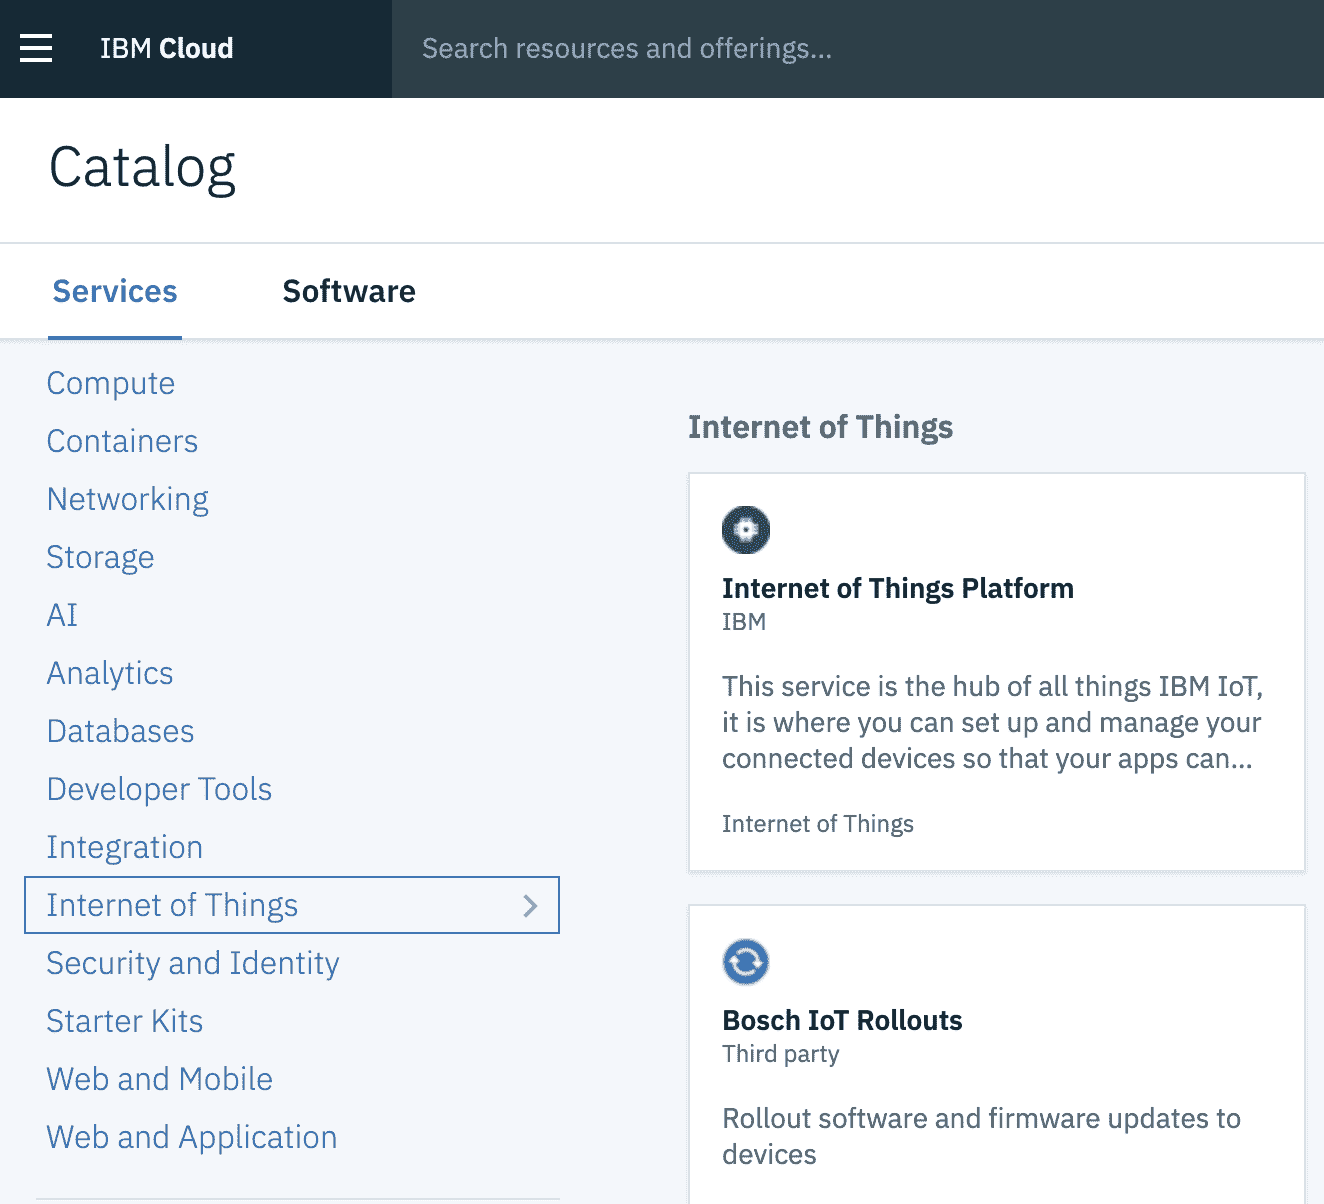 IBM Cloud
Search resources and offerings...
Catalog
Services
Software
Compute
Containers
Networking
Storage
AI
Analytics
Databases
Developer Tools
Integration
Internet of Things
Security and Identity
Starter Kits
Web and Mobile
Web and Application
Internet of Things
Internet of Things Platform
IBM
This service is the hub of all things IBM IoT,
it is where you can set up and manage your
connected devices so that your apps can...
Internet of Things
Bosch IoT Rollouts
Third party
Rollout software and firmware updates to
devices